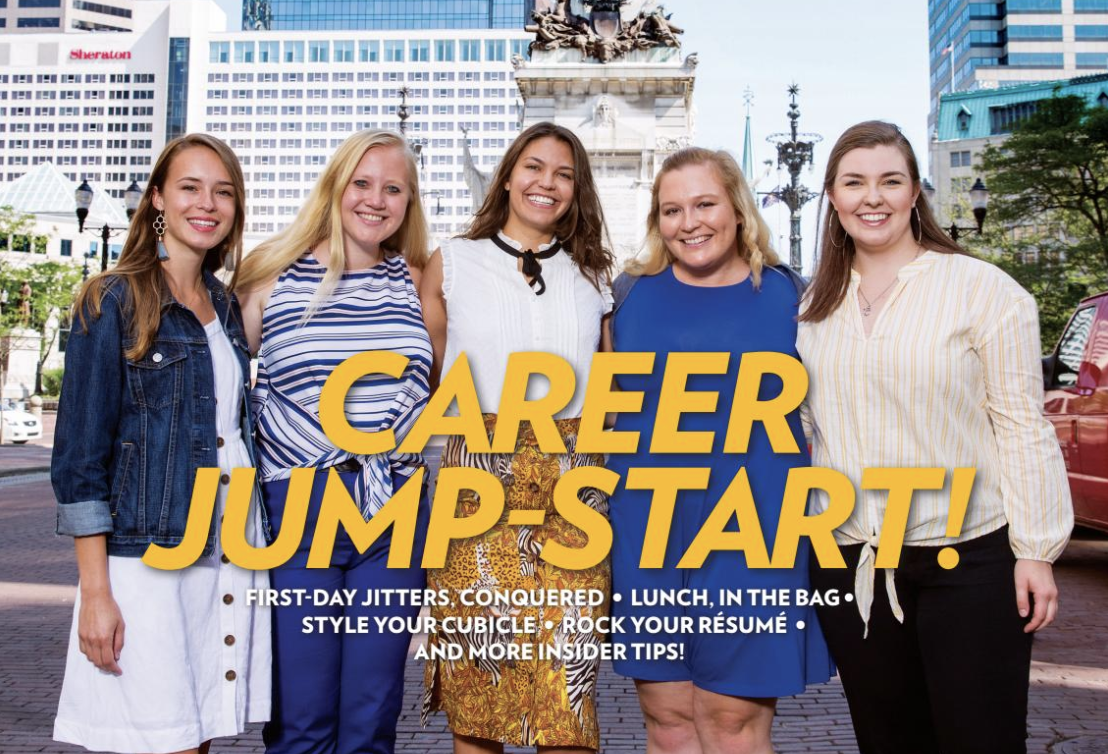 Sheraton
CAREER
JUMP-START!
FIRST-DAY JITTERS, CONQUERED • LUNCH, IN THE BAG •
STYLE YOUR CUBICLE • ROCK YOUR RÉSUMÉ •
AND MORE INSIDER TIPS!